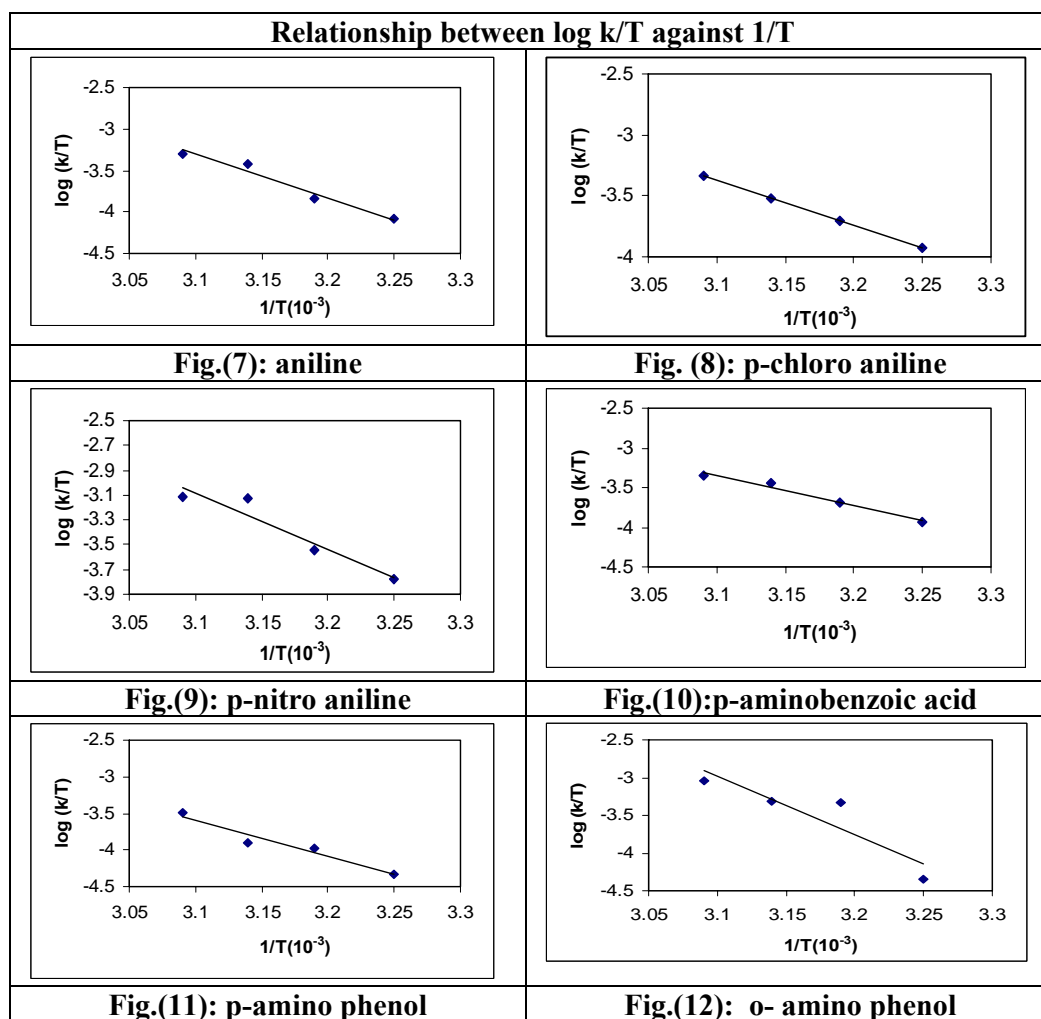 Relationship between log k/T against 1/T
-2.5
-3
-3.5
-4
-4.5
log (k/T)
3.05 3.1 3.15 3.2 3.25 3.3
1/T(10⁻³)
Fig.(7): aniline
-2.5
-3
-3.5
-4
log (k/T)
3.05 3.1 3.15 3.2 3.25 3.3
1/T(10⁻³)
Fig. (8): p-chloro aniline
-2.5
-2.7
-2.9
-3.1
-3.3
-3.5
-3.7
-3.9
log (k/T)
3.05 3.1 3.15 3.2 3.25 3.3
1/T(10⁻³)
Fig.(9): p-nitro aniline
-2.5
-3
-3.5
-4
-4.5
log (k/T)
3.05 3.1 3.15 3.2 3.25 3.3
1/T(10⁻³)
Fig.(10):p-aminobenzoic acid
-2.5
-3
-3.5
-4
-4.5
log (k/T)
3.05 3.1 3.15 3.2 3.25 3.3
1/T(10⁻³)
Fig.(11): p-amino phenol
-2.5
-3
-3.5
-4
-4.5
log (k/T)
3.05 3.1 3.15 3.2 3.25 3.3
1/T(10⁻³)
Fig.(12): o- amino phenol